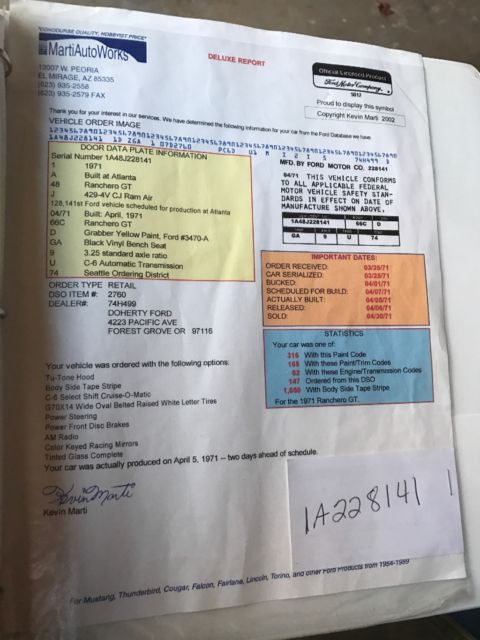 "CONCOURSE QUALITY, HOBBYIST PRICE"
MartiAutoWorks
12007 W. PEORIA
EL MIRAGE, AZ 85335
(623) 935-2558
(623) 935-2579 FAX
DELUXE REPORT
Official Licensed Product
Ford Motor Company
5012
Proud to display this symbol
Copyright Kevin Marti 2002
Thank you for your interest in our services. We have determined the following information for your car from the Ford Database we have
VEHICLE ORDER IMAGE
DOOR DATA PLATE INFORMATION
Serial Number 1A48J228141
1 1971
A Built at Atlanta
48 Ranchero GT
J 429-4V CJ Ram Air
128,141st Ford vehicle scheduled for production at Atlanta
04/71 Built: April, 1971
66C Ranchero GT
D Grabber Yellow Paint, Ford #3470-A
GA Black Vinyl Bench Seat
9 3.25 standard axle ratio
U C-6 Automatic Transmission
74 Seattle Ordering District
MFD. BY FORD MOTOR CO. 228141
04/71 THIS VEHICLE CONFORMS
TO ALL APPLICABLE FEDERAL
MOTOR VEHICLE SAFETY STAN-
DARDS IN EFFECT ON DATE OF
MANUFACTURE SHOWN ABOVE.
1A48J228141 66C D
GA 9 U 74
ORDER TYPE RETAIL
DSO ITEM #: 2760
DEALER#: 74H499
DOHERTY FORD
4223 PACIFIC AVE
FOREST GROVE OR 97116
IMPORTANT DATES:
ORDER RECEIVED: 03/25/71
CAR SERIALIZED: 03/25/71
BUCKED: 04/01/71
SCHEDULED FOR BUILD: 04/07/71
ACTUALLY BUILT: 04/05/71
RELEASED: 04/06/71
SOLD: 04/30/71
STATISTICS
Your car was one of:
316 With this Paint Code
168 With these Paint/Trim Codes
62 With these Engine/Transmission Codes
147 Ordered from this DSO
With Body Side Tape Stripe
For the 1971 Ranchero GT.
Your vehicle was ordered with the following options:
Tu-Tone Hood
Body Side Tape Stripe
C-6 Select Shift Cruise-O-Matic
G70X14 Wide Oval Belted Raised White Letter Tires
Power Steering
Power Front Disc Brakes
AM Radio
Color Keyed Racing Mirrors
Tinted Glass Complete
Your car was actually produced on April 5, 1971 -- two days ahead of schedule.
Kevin Marti
Kevin Marti
1A228141
For Mustang, Thunderbird, Cougar, Falcon, Fairlane, Lincoln, Torino, and other Ford Products from 1954-1989